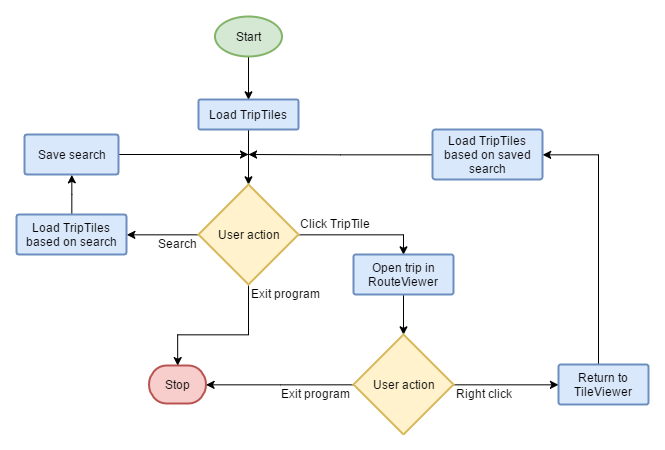 Start
Load TripTiles
Save search
Load TripTiles
based on saved
search
Load TripTiles
based on search
User action
Click TripTile
Search
Open trip in
RouteViewer
Exit program
Stop
Exit program
User action
Right click
Return to
TileViewer